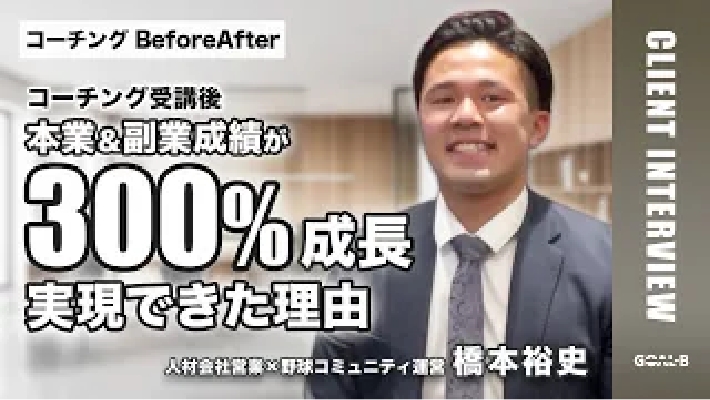 コーチング BeforeAfter
コーチング受講後
本業&副業成績が
300%成長
実現できた理由
人材会社営業×野球コミュニティ運営 橋本裕史
CLIENT INTERVIEW
GOAL-B